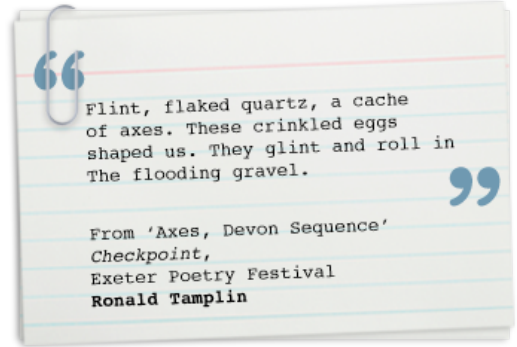 “
Flint, flaked quartz, a cache
of axes. These crinkled eggs
shaped us. They glint and roll in
The flooding gravel.
”
From ‘Axes, Devon Sequence’
Checkpoint,
Exeter Poetry Festival
Ronald Tamplin